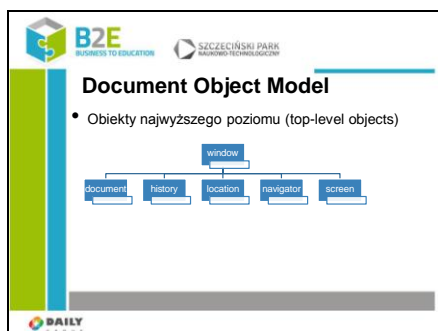 B2E
BUSINESS TO EDUCATION
SZCZECIŃSKI PARK
NAUKOWO-TECHNOLOGICZNY
Document Object Model
• Obiekty najwyższego poziomu (top-level objects)
window
document history location navigator screen
DAILY